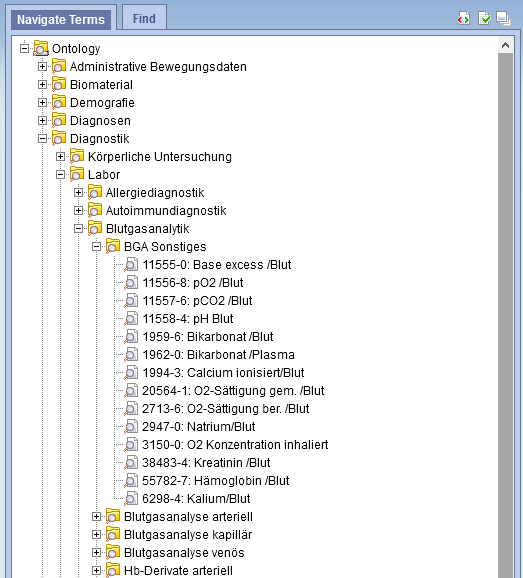 Navigate Terms
Find
Ontology
Administrative Bewegungsdaten
Biomaterial
Demografie
Diagnosen
Diagnostik
Körperliche Untersuchung
Labor
Allergiediagnostik
Autoimmundiagnostik
Blutgasanalytik
BGA Sonstiges
11555-0: Base excess /Blut
11556-8: pO2 /Blut
11557-6: pCO2 /Blut
11558-4: pH Blut
1959-6: Bikarbonat /Blut
1962-0: Bikarbonat /Plasma
1994-3: Calcium ionisiert/Blut
20564-1: O2-Sättigung gem. /Blut
2713-6: O2-Sättigung ber. /Blut
2947-0: Natrium/Blut
3150-0: O2 Konzentration inhaliert
38483-4: Kreatinin /Blut
55782-7: Hämoglobin /Blut
6298-4: Kalium/Blut
Blutgasanalyse arteriell
Blutgasanalyse kapillär
Blutgasanalyse venös
Hb-Derivate arteriell